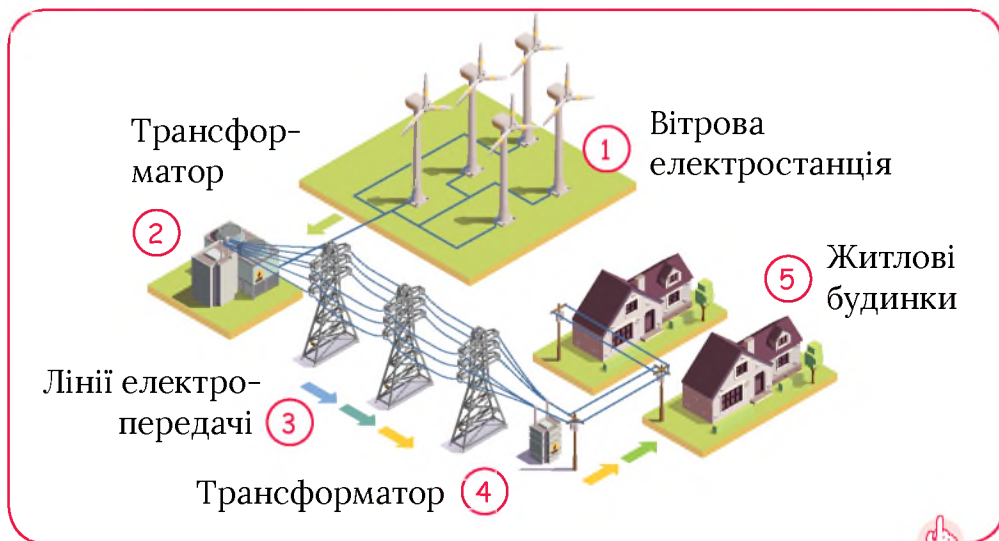 1
Вітрова
електростанція
Трансфор-
матор
2
5
Житлові
будинки
Лінії електро-
передачі 3
Трансформатор 4